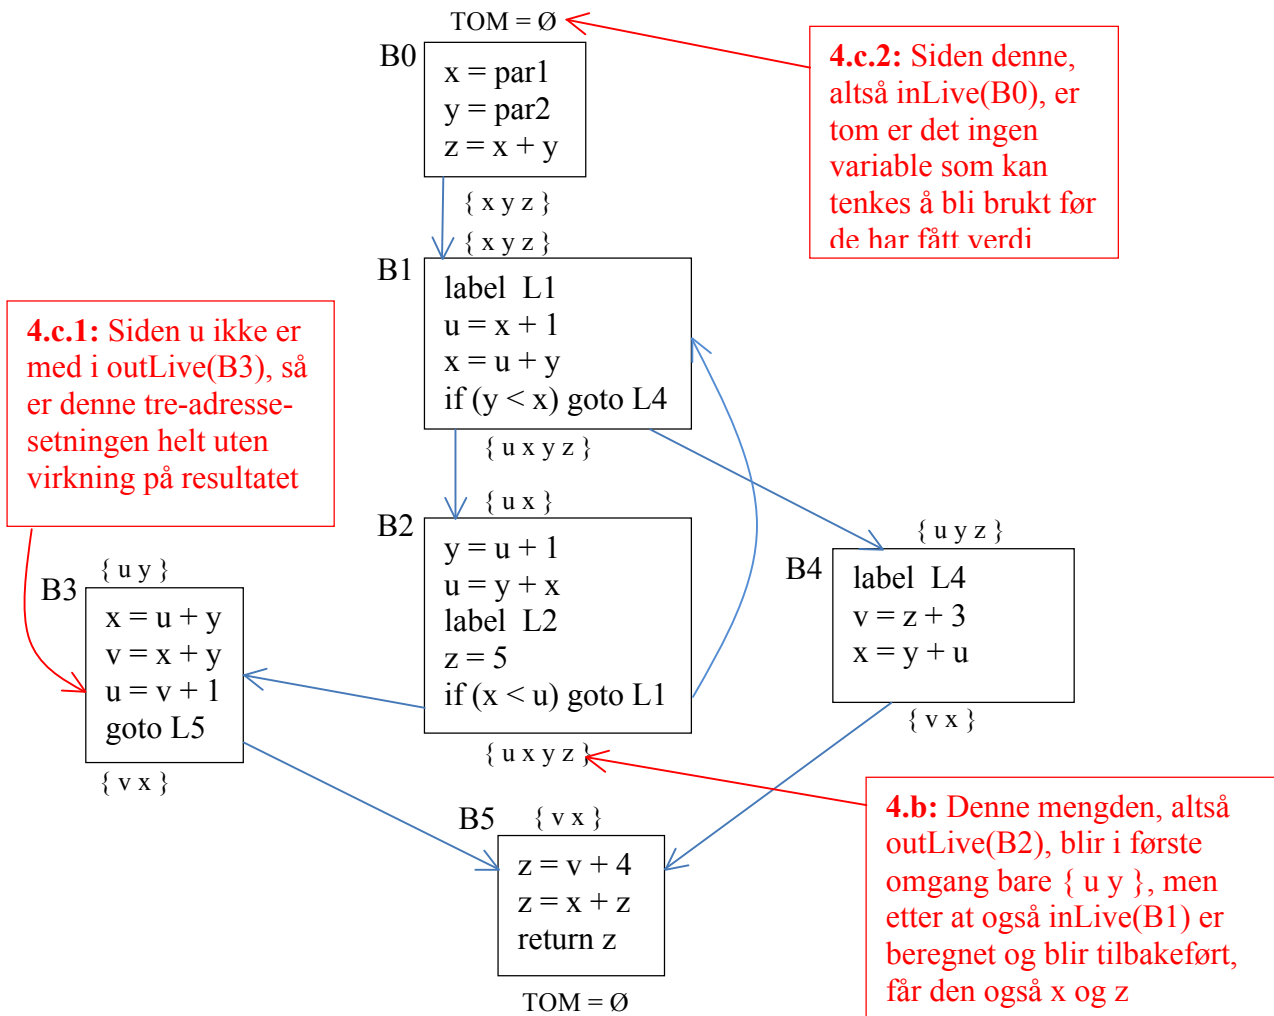 TOM = Ø
B0
x = par1
y = par2
z = x + y
{ x y z }
4.c.2: Siden denne,
altså inLive(B0), er
tom er det ingen
variable som kan
tenkes å bli brukt før
de har fått verdi
{ x y z }
B1
label L1
u = x + 1
x = u + y
if (y < x) goto L4
{ u x y z }
4.c.1: Siden u ikke er
med i outLive(B3), så
er denne tre-adresse-
setningen helt uten
virkning på resultatet
{ u x }
B2
y = u + 1
u = y + x
label L2
z = 5
if (x < u) goto L1
{ u x y z }
{ u y }
B3
x = u + y
v = x + y
u = v + 1
goto L5
{ v x }
{ u y z }
B4
label L4
v = z + 3
x = y + u
{ v x }
B5
{ v x }
z = v + 4
z = x + z
return z
TOM = Ø
4.b: Denne mengden, altså
outLive(B2), blir i første
omgang bare { u y }, men
etter at også inLive(B1) er
beregnet og blir tilbakeført,
får den også x og z